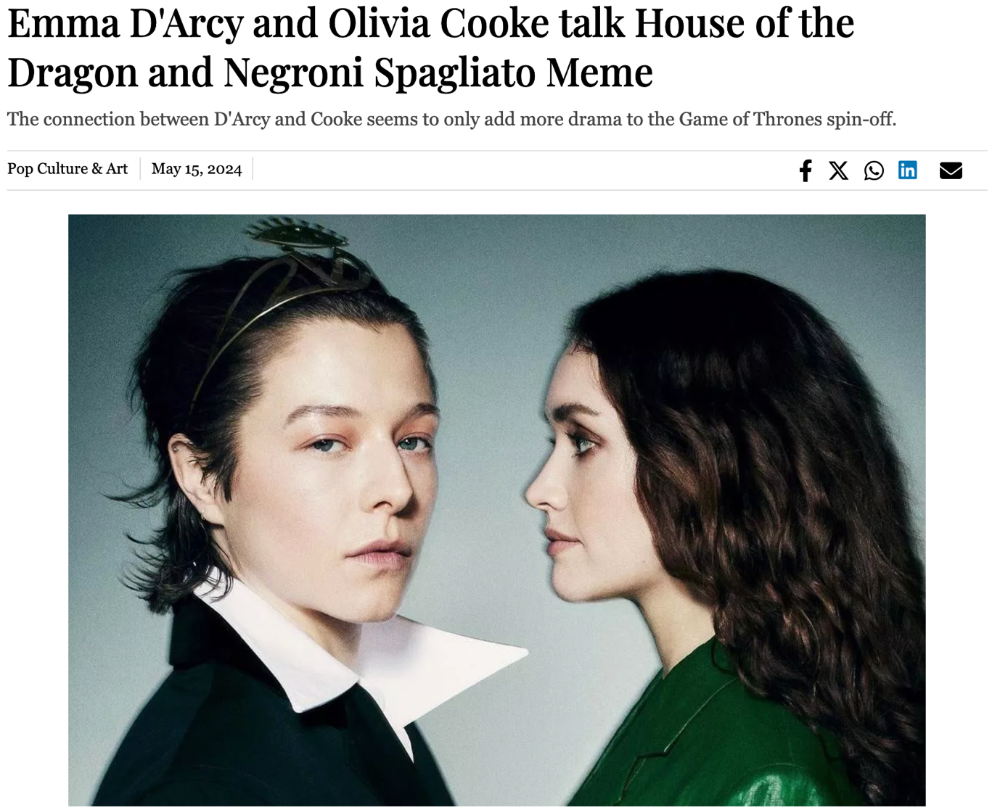 Emma D'Arcy and Olivia Cooke talk House of the
Dragon and Negroni Spagliato Meme
The connection between D'Arcy and Cooke seems to only add more drama to the Game of Thrones spin-off.
Pop Culture & Art
May 15, 2024
f X in